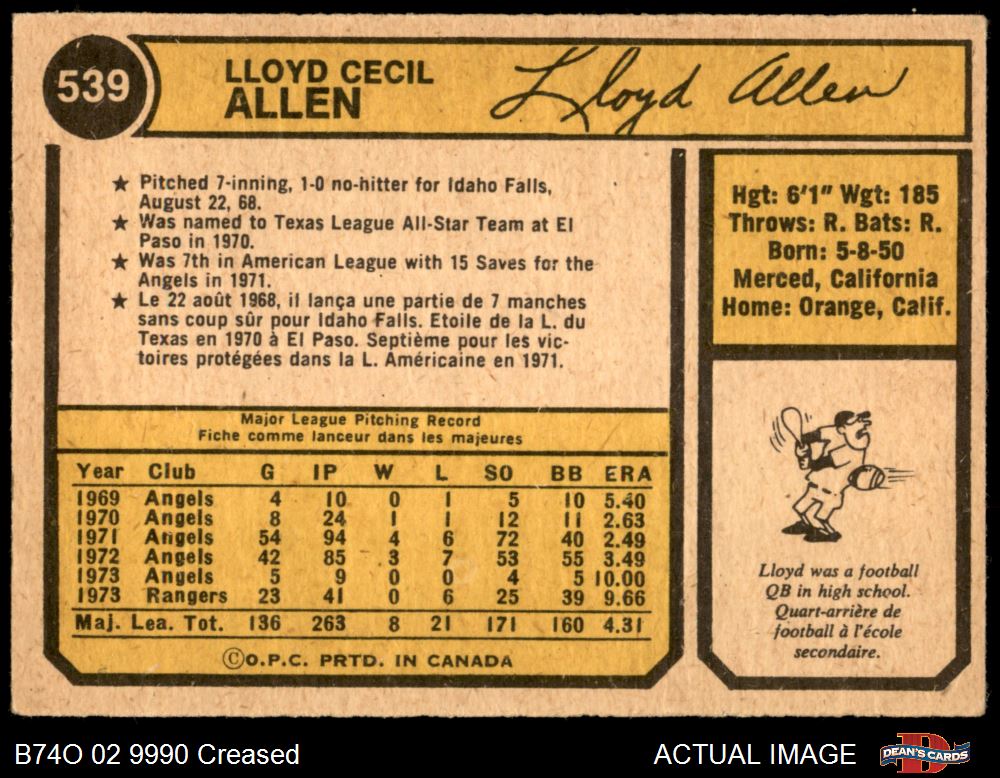 539
LLOYD CECIL
ALLEN
Lloyd Allen
★ Pitched 7-inning, 1-0 no-hitter for Idaho Falls,
August 22, 68.
★ Was named to Texas League All-Star Team at El
Paso in 1970.
★ Was 7th in American League with 15 Saves for the
Angels in 1971.
★ Le 22 août 1968, il lança une partie de 7 manches
sans coup sûr pour Idaho Falls. Etoile de la L. du
Texas en 1970 à El Paso. Septième pour les vic-
toires protégées dans la L. Américaine en 1971.
Hgt: 6'1" Wgt: 185
Throws: R. Bats: R.
Born: 5-8-50
Merced, California
Home: Orange, Calif.
Major League Pitching Record
Fiche comme lanceur dans les majeures
Year Club G IP W L SO BB ERA
1969 Angels 4 10 0 1 5 10 5.40
1970 Angels 8 24 1 1 12 11 2.63
1971 Angels 54 94 4 6 72 40 2.49
1972 Angels 42 85 3 7 53 55 3.49
1973 Angels 5 9 0 0 4 5 10.00
1973 Rangers 23 41 0 6 25 39 9.66
Maj. Lea. Tot. 136 263 8 21 171 160 4.31
©O.P.C. PRTD. IN CANADA
Lloyd was a football
QB in high school.
Quart-arrière de
football à l'école
secondaire.
B74O 02 9990 Creased
ACTUAL IMAGE
DEAN'S CARDS